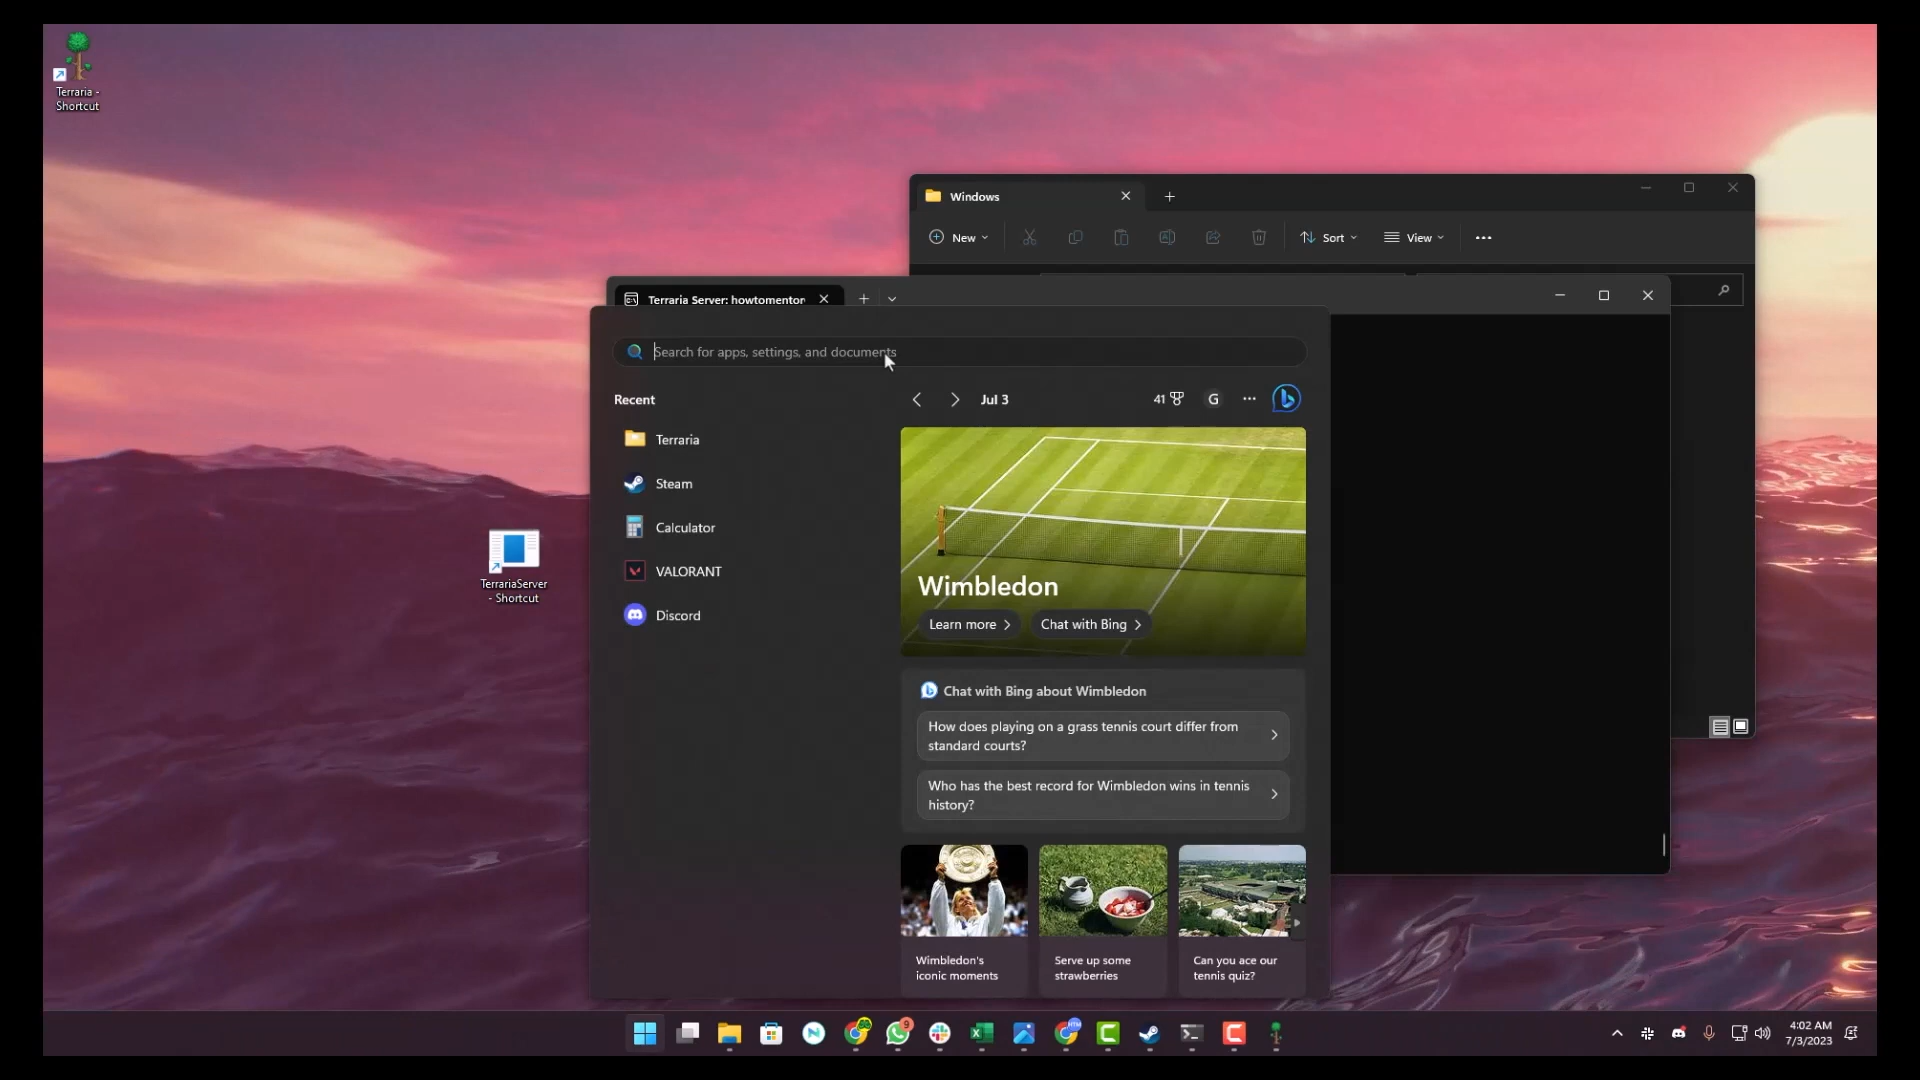 Terraria -
Shortcut
Windows
New
Sort
View
Terraria Server: howtomentor
Search for apps, settings, and documents
Recent
Jul 3
41
G
Terraria
Steam
Calculator
VALORANT
Discord
Wimbledon
Learn more
Chat with Bing
Chat with Bing about Wimbledon
How does playing on a grass tennis court differ from
standard courts?
Who has the best record for Wimbledon wins in tennis
history?
Wimbledon's
iconic moments
Serve up some
strawberries
Can you ace our
tennis quiz?
TerrariaServer
- Shortcut
9
4:02 AM
7/3/2023